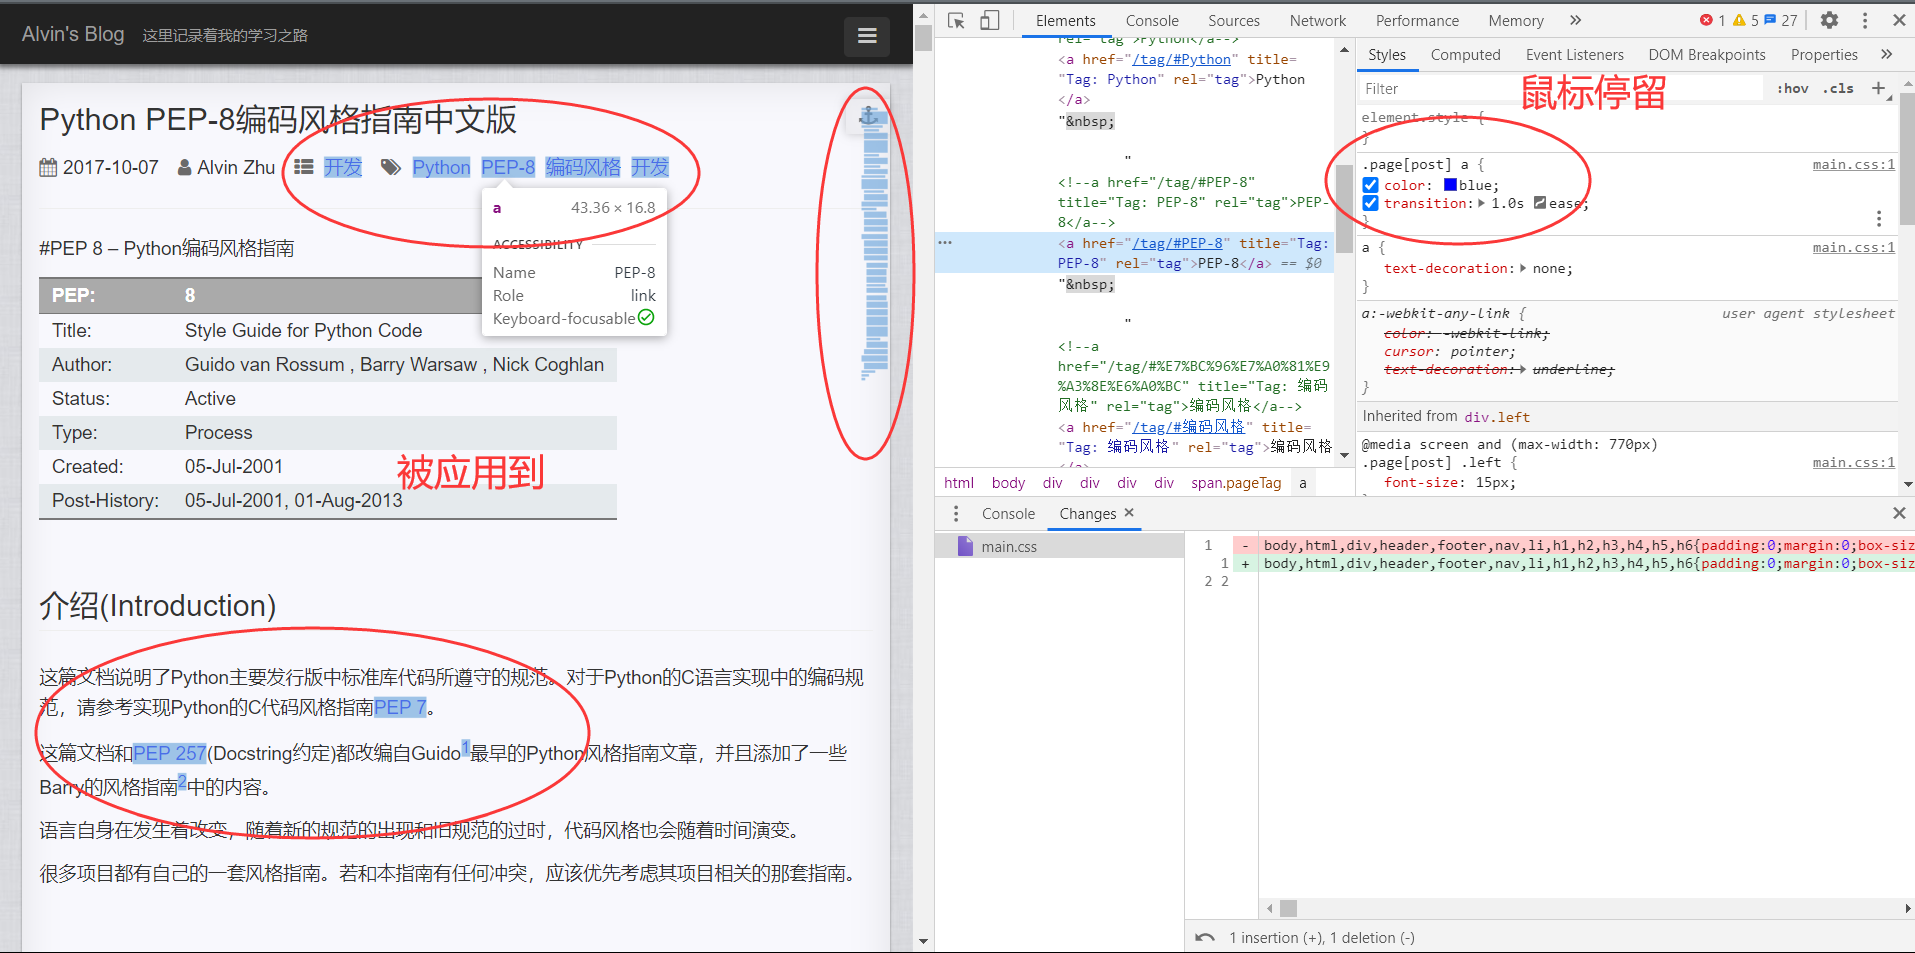 Alvin's Blog 这里记录着我的学习之路
Python PEP-8编码风格指南中文版
2017-10-07 Alvin Zhu 开发 Python PEP-8 编码风格 开发
a 43.36 × 16.8
ACCESSIBILITY
Name PEP-8
Role link
Keyboard-focusable
#PEP 8 – Python编码风格指南
PEP: 8
Title: Style Guide for Python Code
Author: Guido van Rossum , Barry Warsaw , Nick Coghlan
Status: Active
Type: Process
Created: 05-Jul-2001
Post-History: 05-Jul-2001, 01-Aug-2013
被应用到
介绍(Introduction)
这篇文档说明了Python主要发行版中标准库代码所遵守的规范。对于Python的C语言实现中的编码规
范，请参考实现Python的C代码风格指南PEP 7。
这篇文档和PEP 257(Docstring约定)都改编自Guido1最早的Python风格指南文章，并且添加了一些
Barry的风格指南2中的内容。
语言自身在发生着改变，随着新的规范的出现和旧规范的过时，代码风格也会随着时间演变。
很多项目都有自己的一套风格指南。若和本指南有任何冲突，应该优先考虑其项目相关的那套指南。
Elements Console Sources Network Performance Memory » 1 5 27
rel="tag">Python</a-->
<a href="/tag/#Python" title=
"Tag: Python" rel="tag">Python
</a>
"&nbsp;
"
<!--a href="/tag/#PEP-8"
title="Tag: PEP-8" rel="tag">PEP-
8</a-->
··· <a href="/tag/#PEP-8" title="Tag:
PEP-8" rel="tag">PEP-8</a> == $0
"&nbsp;
"
<!--a
href="/tag/#%E7%BC%96%E7%A0%81%E9
%A3%8E%E6%A0%BC" title="Tag: 编码
风格" rel="tag">编码风格</a-->
<a href="/tag/#编码风格" title=
"Tag: 编码风格" rel="tag">编码风格
</a>
html body div div div div span.pageTag a
Styles Computed Event Listeners DOM Breakpoints Properties »
Filter :hov .cls +
鼠标停留
element.style {
}
.page[post] a { main.css:1
color: blue;
transition: 1.0s ease;
}
a { main.css:1
text-decoration: none;
}
a:-webkit-any-link { user agent stylesheet
color: -webkit-link;
cursor: pointer;
text-decoration: underline;
}
Inherited from div.left
@media screen and (max-width: 770px)
.page[post] .left { main.css:1
font-size: 15px;
Console Changes ×
main.css
1 - body,html,div,header,footer,nav,li,h1,h2,h3,h4,h5,h6{padding:0;margin:0;box-siz
1 + body,html,div,header,footer,nav,li,h1,h2,h3,h4,h5,h6{padding:0;margin:0;box-siz
2 2
1 insertion (+), 1 deletion (-)